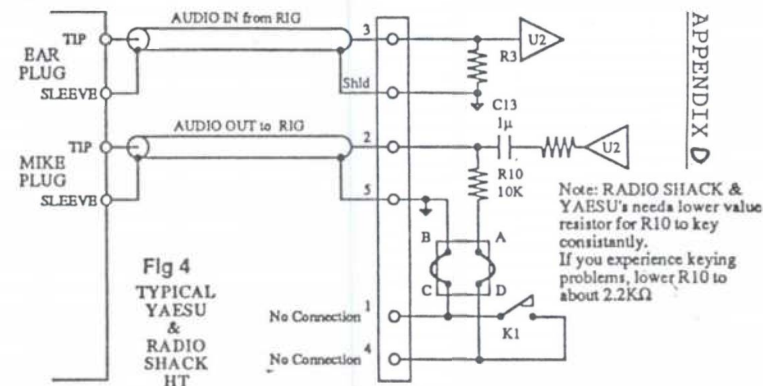 AUDIO IN from RIG
TIP
EAR
PLUG
SLEEVE
3
Shld
R3
U2
C13
1µ
AUDIO OUT to RIG
TIP
MIKE
PLUG
SLEEVE
2
5
U2
R10
10K
B
A
C
D
1
No Connection
4
No Connection
K1
Fig 4
TYPICAL
YAESU
&
RADIO
SHACK
HT
APPENDIX D
Note: RADIO SHACK &
YAESU's needs lower value
resistor for R10 to key
consistantly.
If you experience keying
problems, lower R10 to
about 2.2KΩ